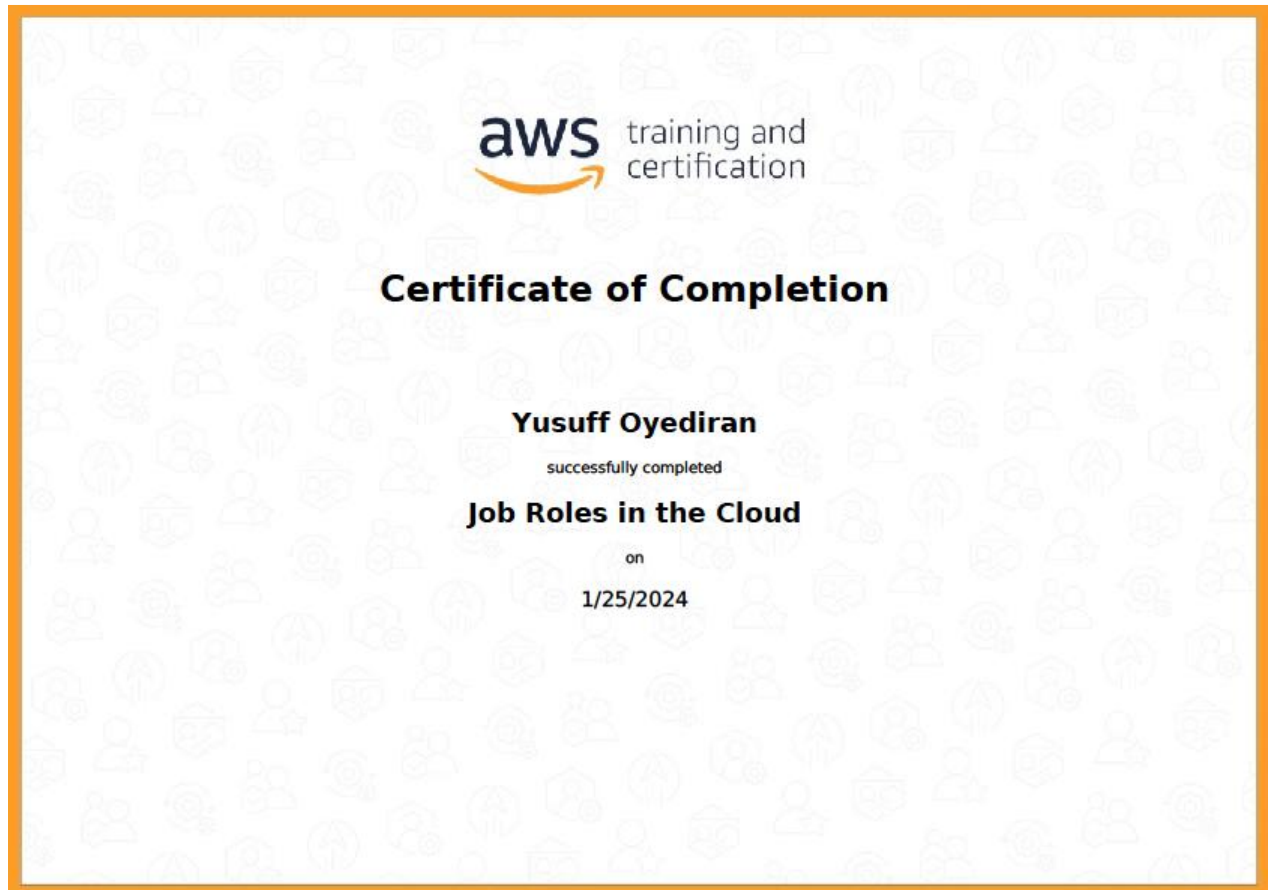 aws training and
certification
Certificate of Completion
Yusuff Oyediran
successfully completed
Job Roles in the Cloud
on
1/25/2024